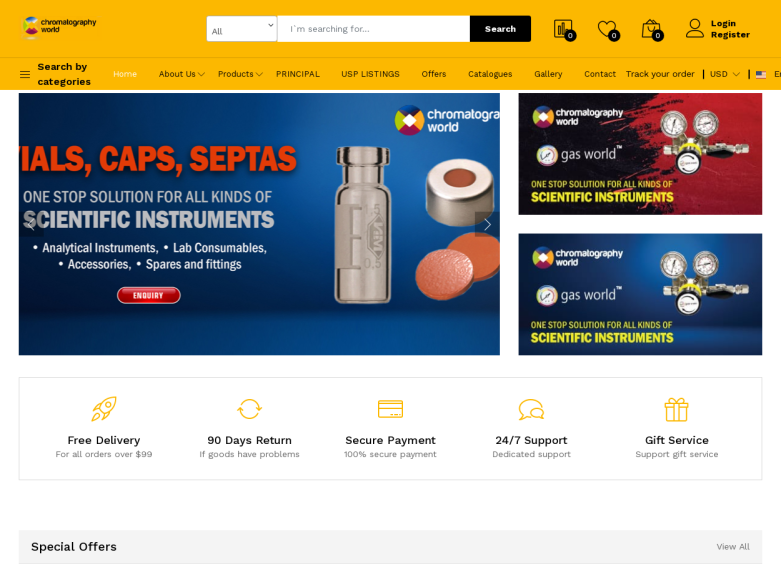 chromatography
world
All
I`m searching for...
Search
0
0
0
Login
Register
Search by
categories
Home
About Us
Products
PRINCIPAL
USP LISTINGS
Offers
Catalogues
Gallery
Contact
Track your order
USD
chromatogra
world
IALS, CAPS, SEPTAS
ONE STOP SOLUTION FOR ALL KINDS OF
SCIENTIFIC INSTRUMENTS
• Analytical Instruments, • Lab Consumables,
• Accessories, • Spares and fittings
ENQUIRY
chromatography
world
gas world™
ONE STOP SOLUTION FOR ALL KINDS OF
SCIENTIFIC INSTRUMENTS
chromatography
world
gas world™
ONE STOP SOLUTION FOR ALL KINDS OF
SCIENTIFIC INSTRUMENTS
Free Delivery
For all orders over $99
90 Days Return
If goods have problems
Secure Payment
100% secure payment
24/7 Support
Dedicated support
Gift Service
Support gift service
Special Offers
View All